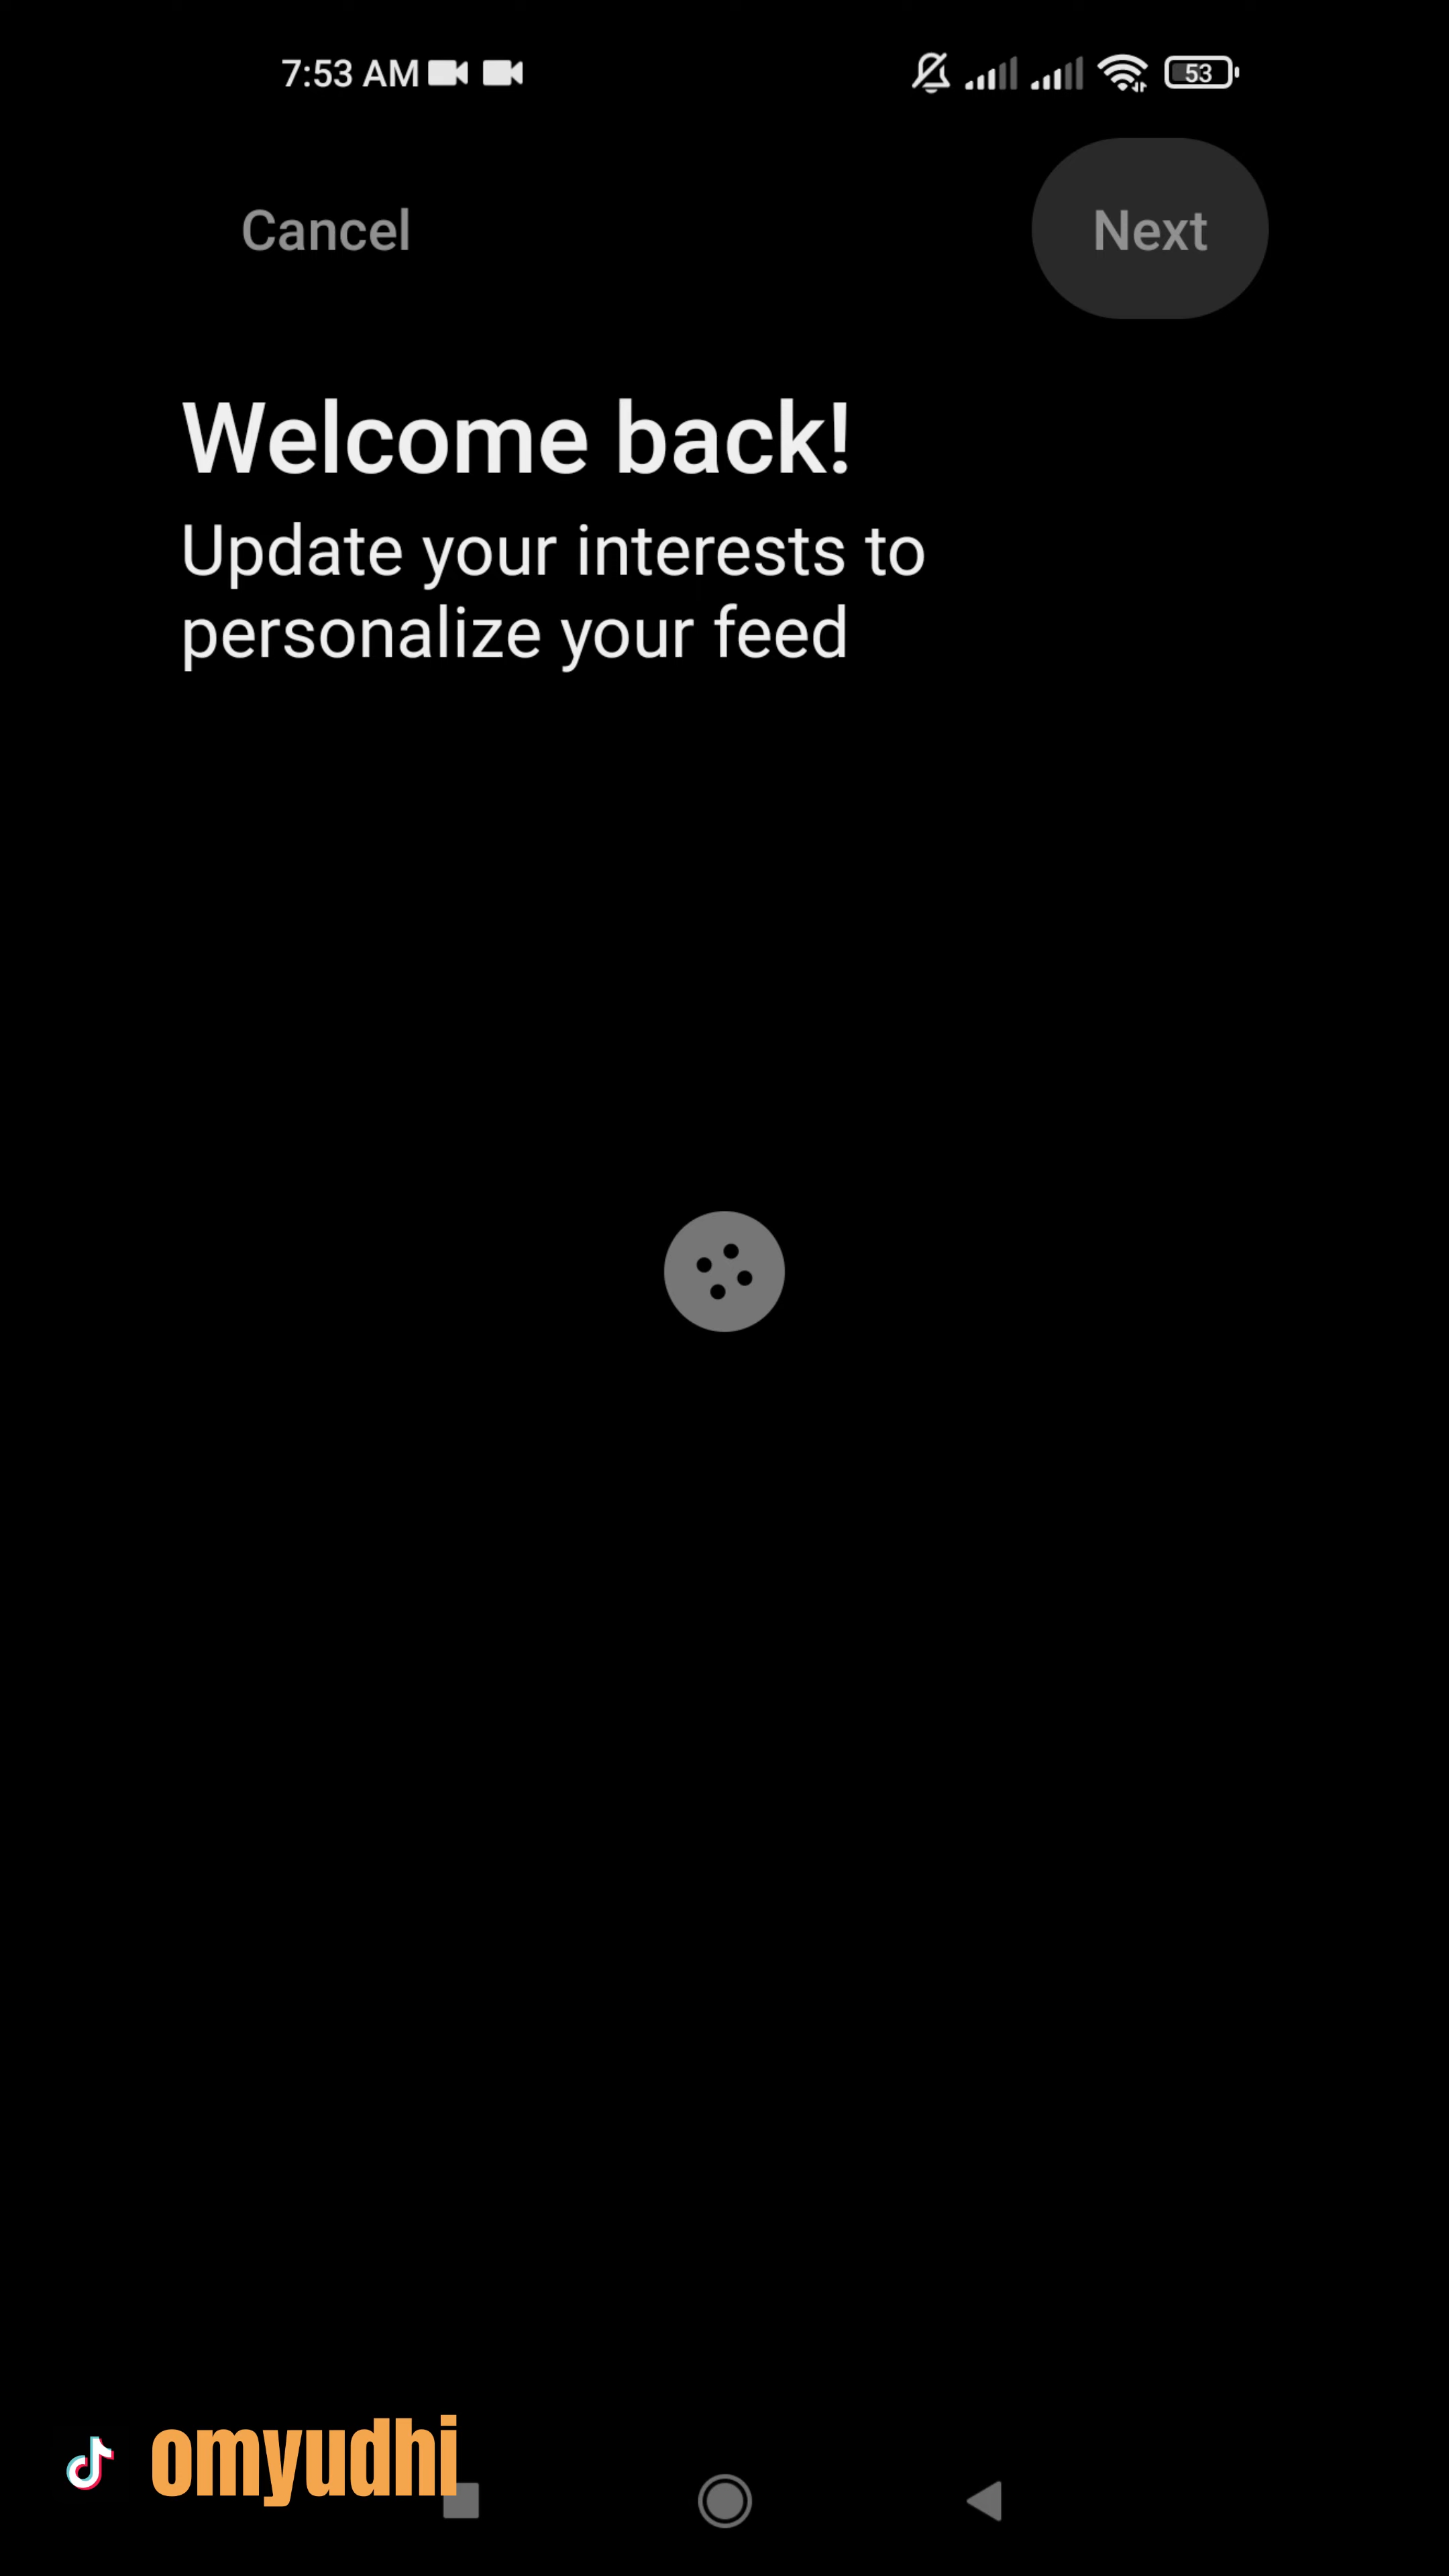 7:53 AM
53
Cancel
Next
Welcome back!
Update your interests to
personalize your feed
omyudhi